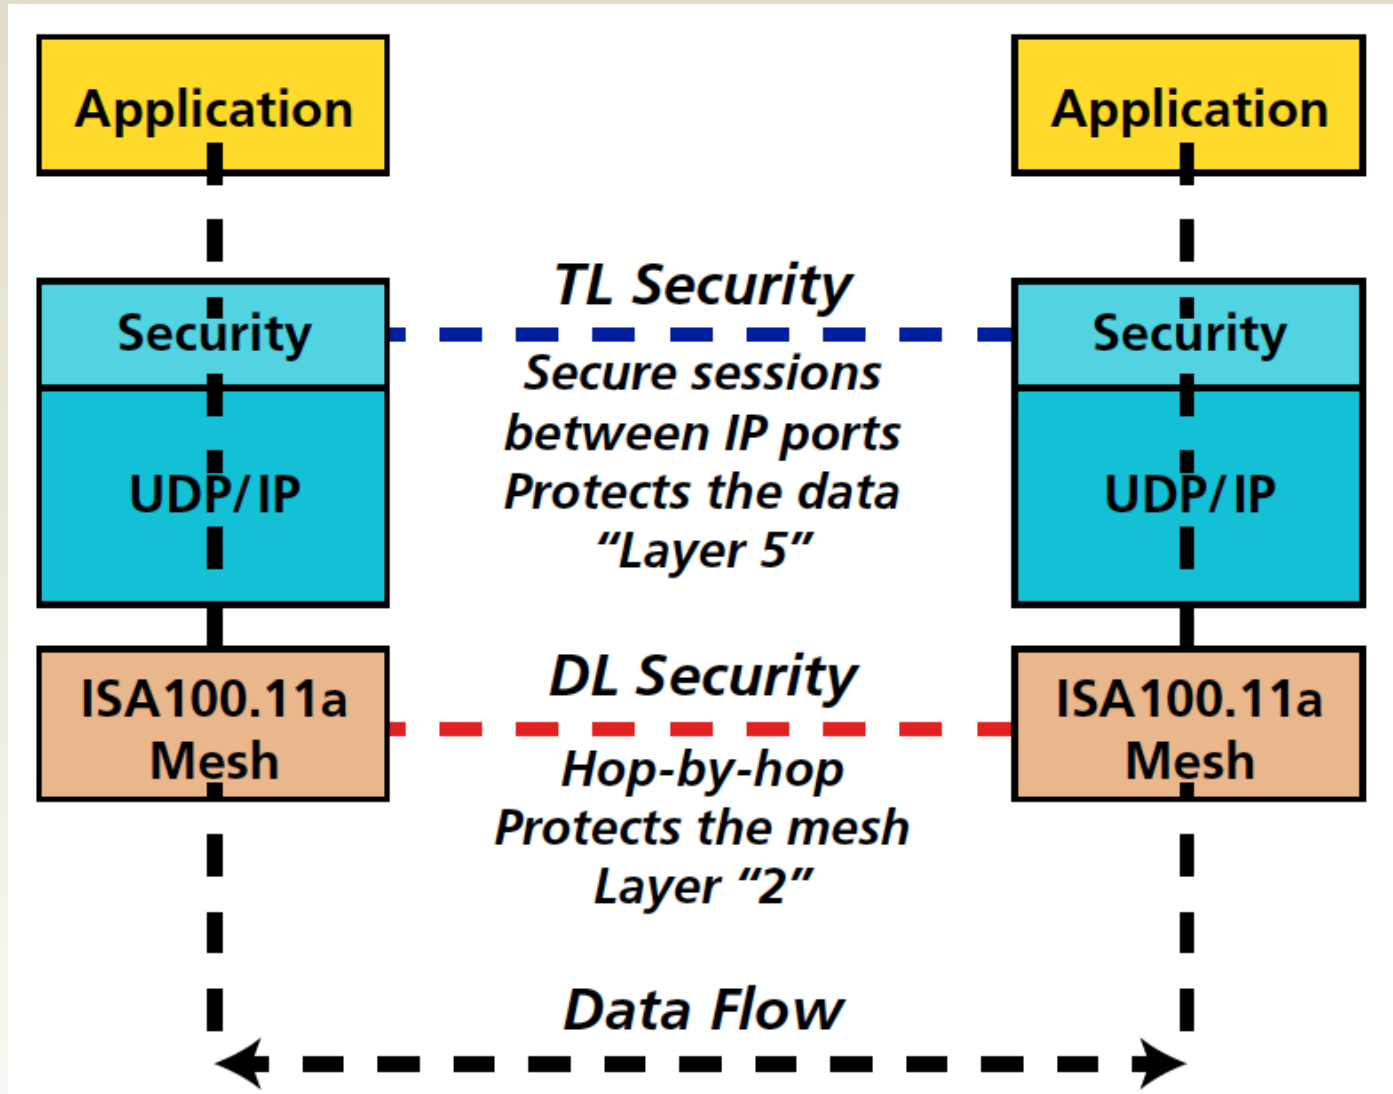 Application
Application
TL Security
Security
Security
Secure sessions
between IP ports
Protects the data
“Layer 5”
UDP/IP
UDP/IP
DL Security
ISA100.11a
Mesh
ISA100.11a
Mesh
Hop-by-hop
Protects the mesh
Layer “2”
Data Flow